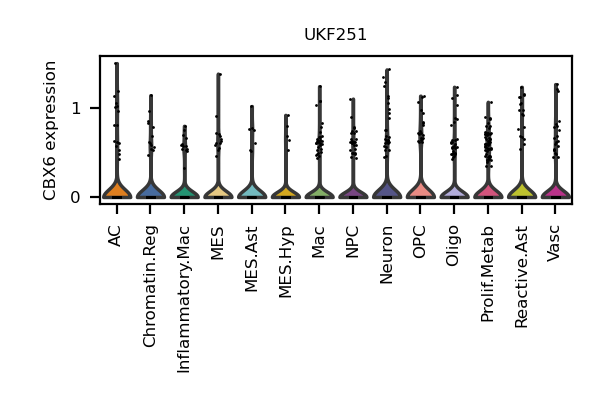 UKF251
CBX6 expression
1
0
AC
Chromatin.Reg
Inflammatory.Mac
MES
MES.Ast
MES.Hyp
Mac
NPC
Neuron
OPC
Oligo
Prolif.Metab
Reactive.Ast
Vasc